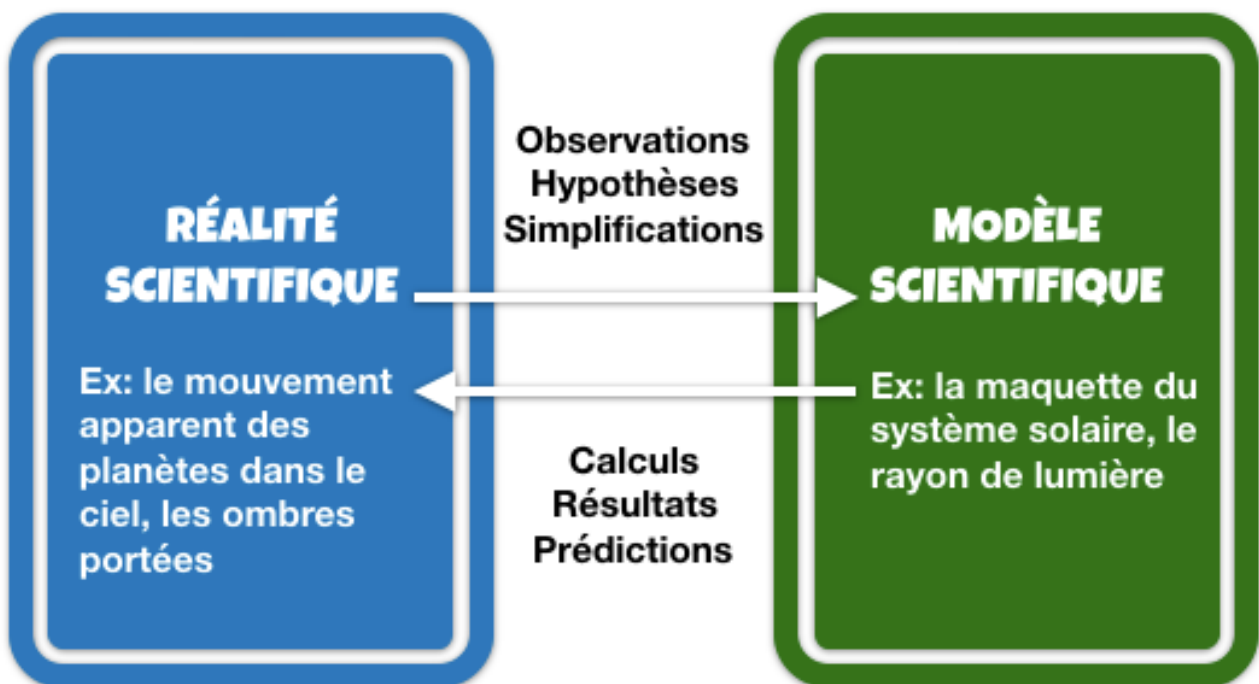 RÉALITÉ
SCIENTIFIQUE
Ex: le mouvement
apparent des
planètes dans le
ciel, les ombres
portées
Observations
Hypothèses
Simplifications
Calculs
Résultats
Prédictions
MODÈLE
SCIENTIFIQUE
Ex: la maquette du
système solaire, le
rayon de lumière